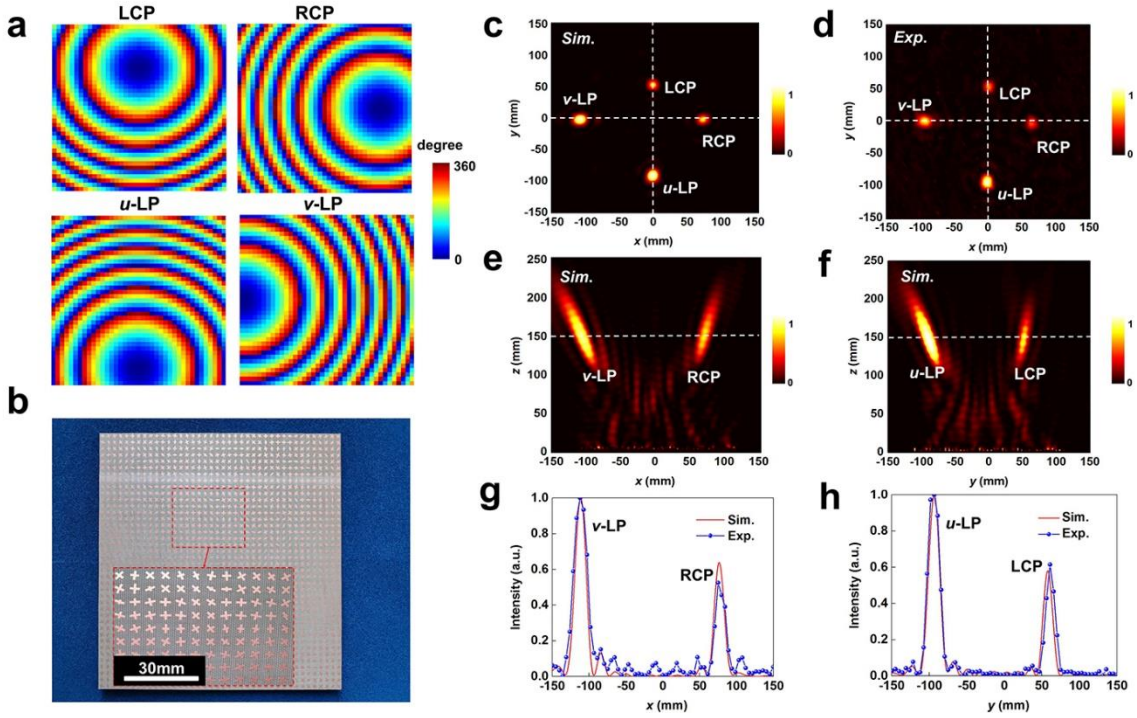 a
LCP
RCP
degree
360
0
u-LP
v-LP
b
30mm
c
Sim.
150
100
50
0
-50
-100
-150
y (mm)
v-LP
LCP
RCP
u-LP
-150 -100 -50 0 50 100 150
x (mm)
1
0
d
Exp.
150
100
50
0
-50
-100
-150
y (mm)
v-LP
LCP
RCP
u-LP
-150 -100 -50 0 50 100 150
x (mm)
1
0
e
Sim.
250
200
150
100
50
0
z (mm)
v-LP
RCP
-150 -100 -50 0 50 100 150
x (mm)
1
0
f
Sim.
250
200
150
100
50
0
z (mm)
u-LP
LCP
-150 -100 -50 0 50 100 150
y (mm)
1
0
g
1.0
0.8
0.6
0.4
0.2
0.0
Intensity (a.u.)
v-LP
Sim.
Exp.
RCP
-150 -100 -50 0 50 100 150
x (mm)
h
1.0
0.8
0.6
0.4
0.2
0.0
Intensity (a.u.)
u-LP
Sim.
Exp.
LCP
-150 -100 -50 0 50 100 150
y (mm)